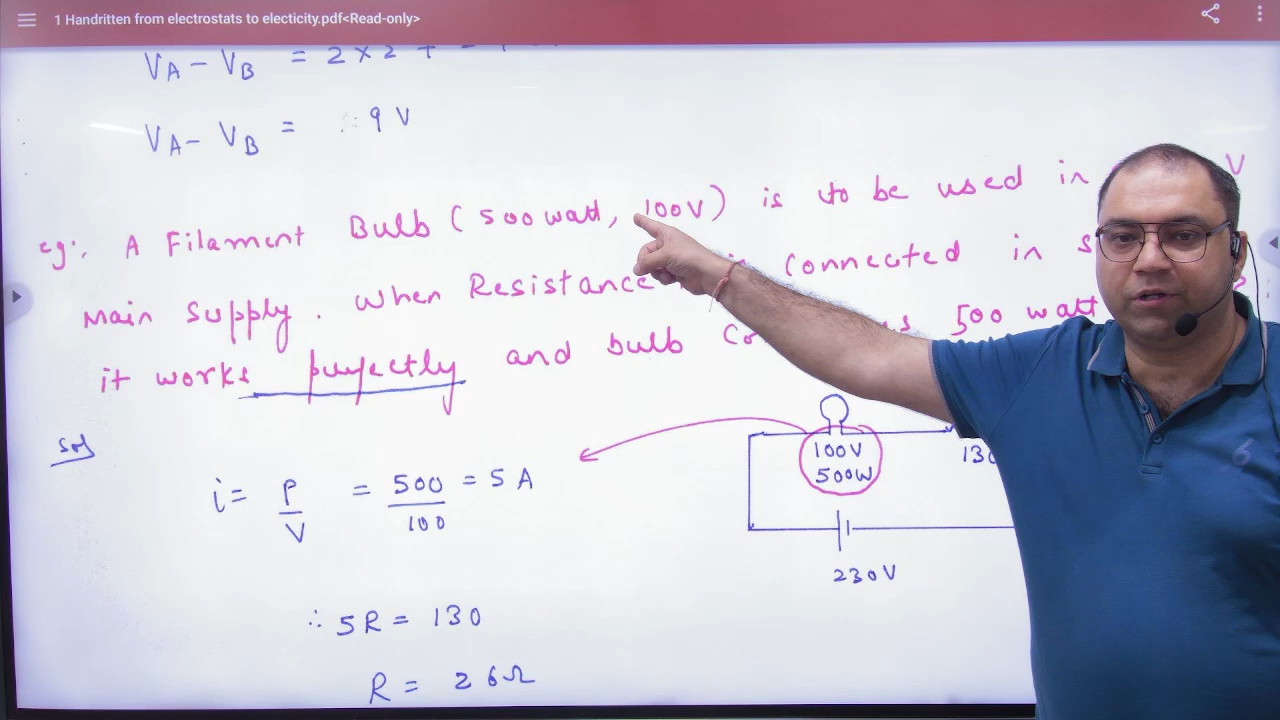 1 Handritten from electrostats to electicity.pdf<Read-only>
VA - VB = 2 × 2 +
VA - VB = 9 V
eg:, A Filament Bulb ( 500 watt, 100V ) is to be used in V
main supply. When Resistance is connected in s
it works perfectly and bulb 500 watt
Sol
100V
500W
130
i = P/V = 500/100 = 5 A
230V
∴ 5R = 130
R = 26Ω